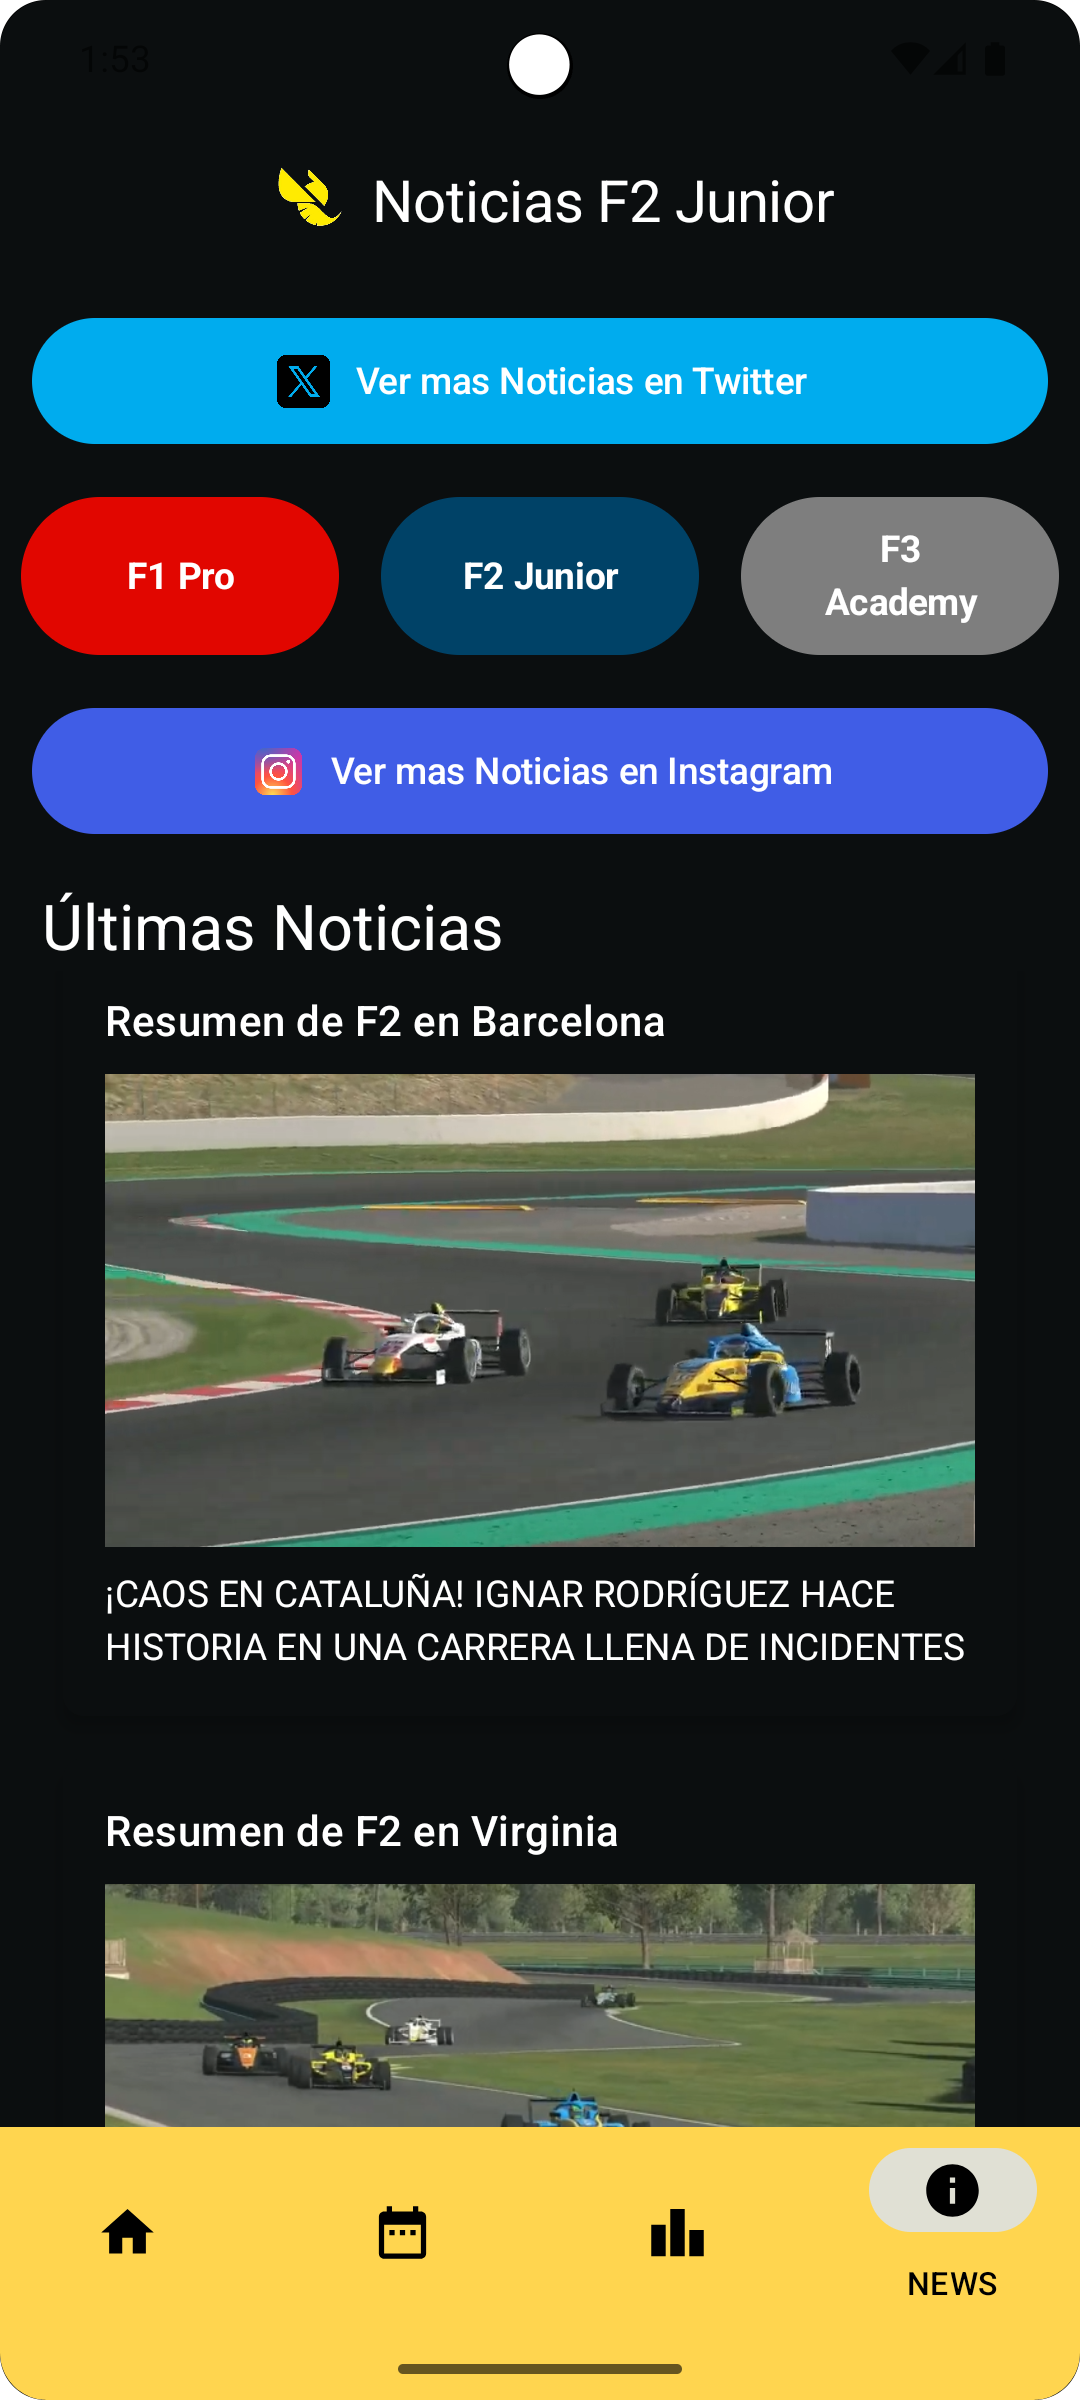 1:53
Noticias F2 Junior
Ver mas Noticias en Twitter
F1 Pro
F2 Junior
F3
Academy
Ver mas Noticias en Instagram
Últimas Noticias
Resumen de F2 en Barcelona
¡CAOS EN CATALUÑA! IGNAR RODRÍGUEZ HACE
HISTORIA EN UNA CARRERA LLENA DE INCIDENTES
Resumen de F2 en Virginia
NEWS